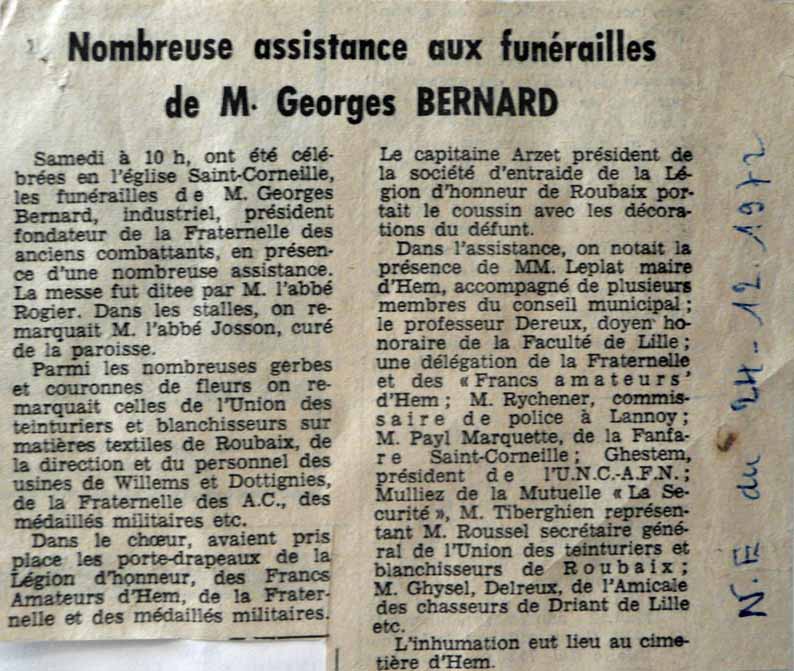 Nombreuse assistance aux funérailles
de M. Georges BERNARD
Samedi à 10 h, ont été célé-
brées en l'église Saint-Corneille,
les funérailles de M. Georges
Bernard, industriel, président
fondateur de la Fraternelle des
anciens combattants, en présen-
ce d'une nombreuse assistance.
La messe fut ditee par M. l'abbé
Rogier. Dans les stalles, on re-
marquait M. l'abbé Josson, curé
de la paroisse.
Parmi les nombreuses gerbes
et couronnes de fleurs on re-
marquait celles de l'Union des
teinturiers et blanchisseurs sur
matières textiles de Roubaix, de
la direction et du personnel des
usines de Willems et Dottignies,
de la Fraternelle des A.C., des
médaillés militaires etc.
Dans le chœur, avaient pris
place les porte-drapeaux de la
Légion d'honneur, des Francs
Amateurs d'Hem, de la Frater-
nelle et des médaillés militaires.
Le capitaine Arzet président de
la société d'entraide de la Lé-
gion d'honneur de Roubaix por-
tait le coussin avec les décora-
tions du défunt.
Dans l'assistance, on notait la
présence de MM. Leplat maire
d'Hem, accompagné de plusieurs
membres du conseil municipal ;
le professeur Dereux, doyen ho-
noraire de la Faculté de Lille ;
une délégation de la Fraternelle
et des « Francs amateurs'
d'Hem ; M. Rychener, commis-
saire de police à Lannoy ;
M. Payl Marquette, de la Fanfa-
re Saint-Corneille ; Ghestem,
président de l'U.N.C.-A.F.N. ;
Mulliez de la Mutuelle « La Se-
curité », M. Tiberghien représen-
tant M. Roussel secrétaire géné-
ral de l'Union des teinturiers et
blanchisseurs de Roubaix ;
M. Ghysel, Delreux, de l'Amicale
des chasseurs de Driant de Lille
etc.
L'inhumation eut lieu au cime-
tière d'Hem.
N.E du 24-12.1972